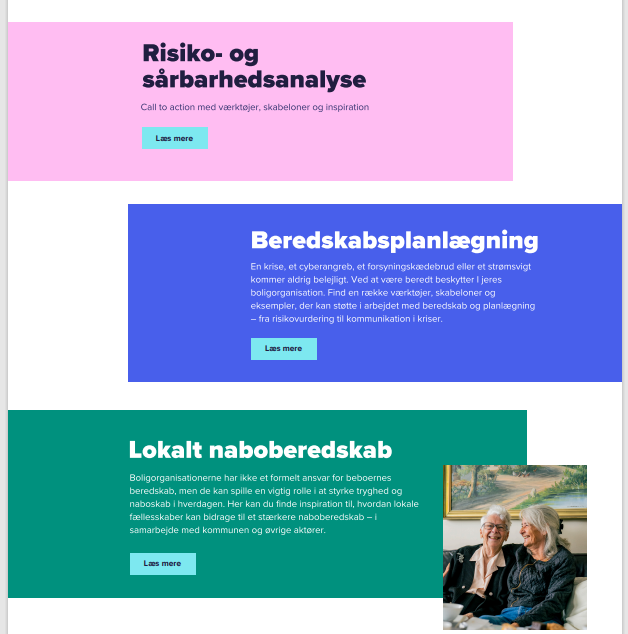 Risiko- og
sårbarhedsanalyse
Call to action med værktøjer, skabeloner og inspiration
Læs mere
Beredskabsplanlægning
En krise, et cyberangreb, et forsyningskædebrud eller et strømsvigt
kommer aldrig belejligt. Ved at være beredt beskytter I jeres
boligorganisation. Find en række værktøjer, skabeloner og
eksempler, der kan støtte i arbejdet med beredskab og planlægning
– fra risikovurdering til kommunikation i kriser.
Læs mere
Lokalt naboberedskab
Boligorganisationerne har ikke et formelt ansvar for beboernes
beredskab, men de kan spille en vigtig rolle i at styrke tryghed og
naboskab i hverdagen. Her kan du finde inspiration til, hvordan lokale
fællesskaber kan bidrage til et stærkere naboberedskab – i
samarbejde med kommunen og øvrige aktører.
Læs mere